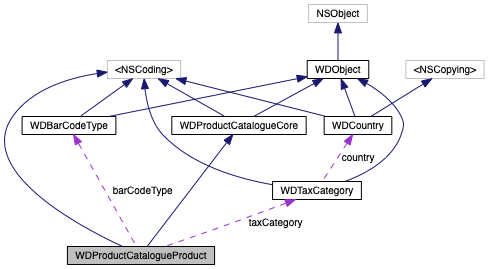 NSObject
<NSCoding>
WDObject
<NSCopying>
WDBarCodeType
WDProductCatalogueCore
WDCountry
country
barCodeType
WDTaxCategory
taxCategory
WDProductCatalogueProduct